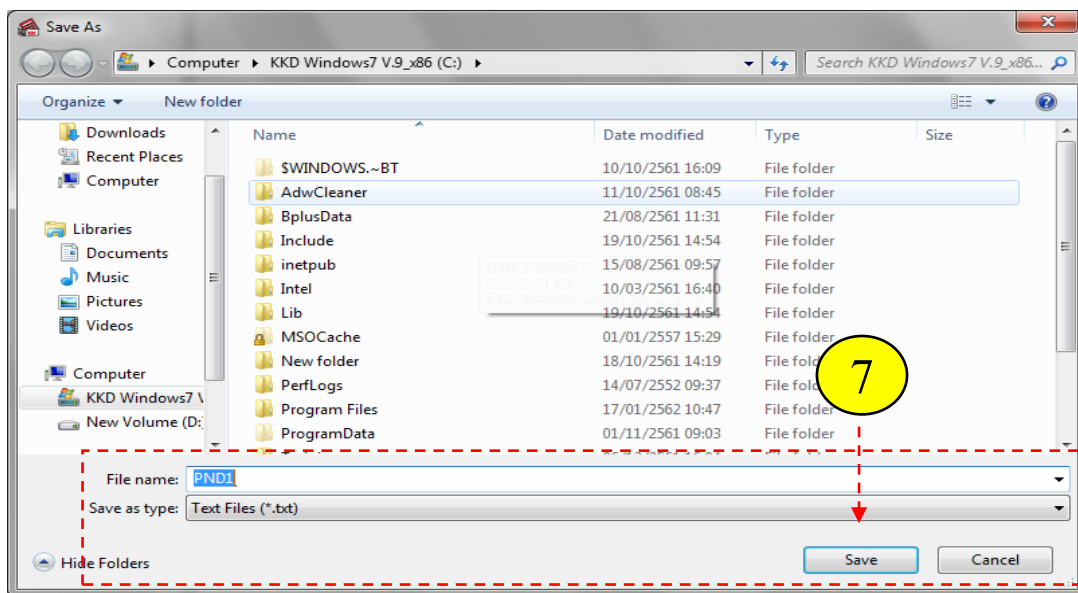 Save As
Computer ▸ KKD Windows7 V.9_x86 (C:) ▸
Search KKD Windows7 V.9_x86...
Organize New folder
Downloads
Recent Places
Computer
Libraries
Documents
Music
Pictures
Videos
Computer
KKD Windows7 V
New Volume (D:
Name Date modified Type Size
$WINDOWS.~BT 10/10/2561 16:09 File folder
AdwCleaner 11/10/2561 08:45 File folder
BplusData 21/08/2561 11:31 File folder
Include 19/10/2561 14:54 File folder
inetpub 15/08/2561 09:57 File folder
Intel 10/03/2561 16:40 File folder
Lib 19/10/2561 14:54 File folder
MSOCache 01/01/2557 15:29 File folder
New folder 18/10/2561 14:19 File fold
PerfLogs 14/07/2552 09:37 File fold
Program Files 17/01/2562 10:47 File folder
ProgramData 01/11/2561 09:03 File folder
7
File name: PND1
Save as type: Text Files (*.txt)
Hide Folders
Save
Cancel